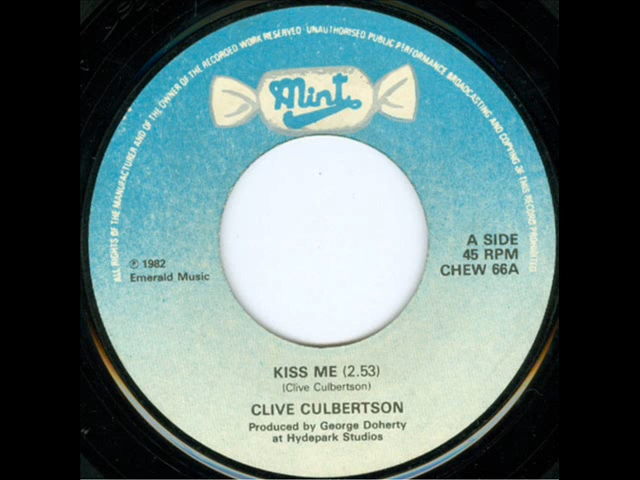 ALL RIGHTS OF THE MANUFACTURER AND OF THE OWNER OF THE RECORDED WORK RESERVED · UNAUTHORISED PUBLIC PERFORMANCE BROADCASTING AND COPYING OF THIS RECORD PROHIBITED
Mint
℗ 1982
Emerald Music
A SIDE
45 RPM
CHEW 66A
KISS ME (2.53)
(Clive Culbertson)
CLIVE CULBERTSON
Produced by George Doherty
at Hydepark Studios